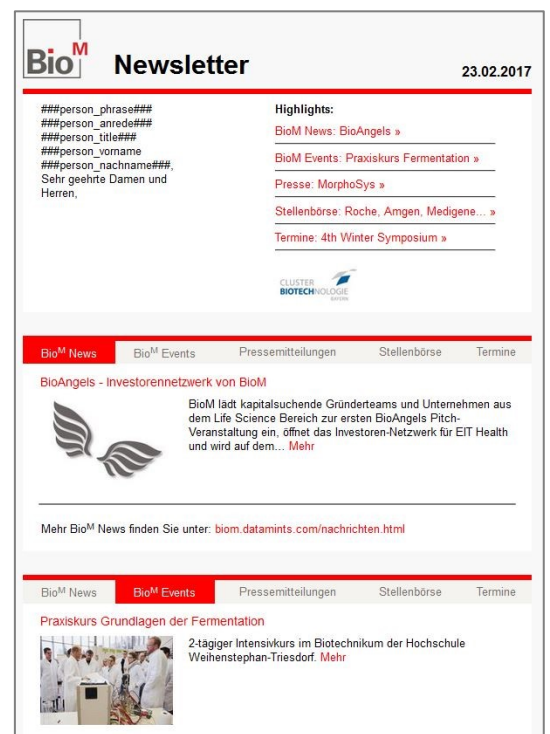 BioM
Newsletter
23.02.2017
###person_phrase###
###person_anrede###
###person_title###
###person_vorname
###person_nachname###,
Sehr geehrte Damen und
Herren,
Highlights:
BioM News: BioAngels »
BioM Events: Praxiskurs Fermentation »
Presse: MorphoSys »
Stellenbörse: Roche, Amgen, Medigene... »
Termine: 4th Winter Symposium »
CLUSTER
BIOTECHNOLOGIE
BAYERN
BioM News BioM Events Pressemitteilungen Stellenbörse Termine
BioAngels - Investorennetzwerk von BioM
BioM lädt kapitalsuchende Gründerteams und Unternehmen aus
dem Life Science Bereich zur ersten BioAngels Pitch-
Veranstaltung ein, öffnet das Investoren-Netzwerk für EIT Health
und wird auf dem... Mehr
Mehr BioM News finden Sie unter: biom.datamints.com/nachrichten.html
BioM News BioM Events Pressemitteilungen Stellenbörse Termine
Praxiskurs Grundlagen der Fermentation
2-tägiger Intensivkurs im Biotechnikum der Hochschule
Weihenstephan-Triesdorf. Mehr